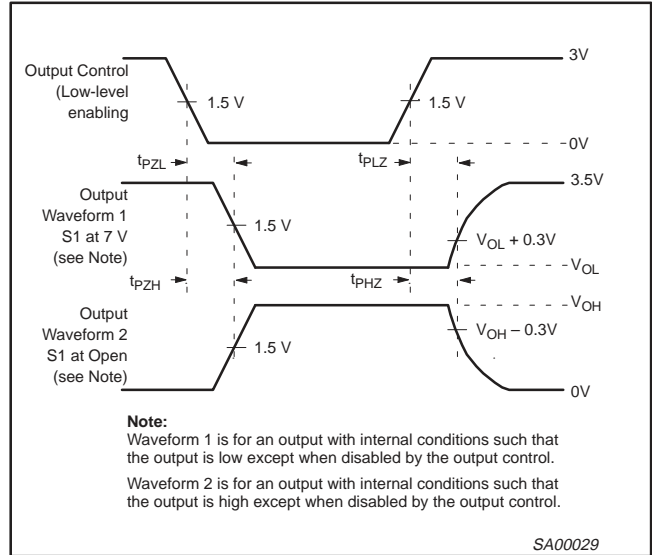 3V
Output Control
(Low-level
enabling
1.5 V
1.5 V
0V
tPZL
tPLZ
3.5V
Output
Waveform 1
S1 at 7 V
(see Note)
1.5 V
VOL + 0.3V
VOL
tPZH
tPHZ
VOH
Output
Waveform 2
S1 at Open
(see Note)
1.5 V
VOH – 0.3V
0V
Note:
Waveform 1 is for an output with internal conditions such that
the output is low except when disabled by the output control.
Waveform 2 is for an output with internal conditions such that
the output is high except when disabled by the output control.
SA00029